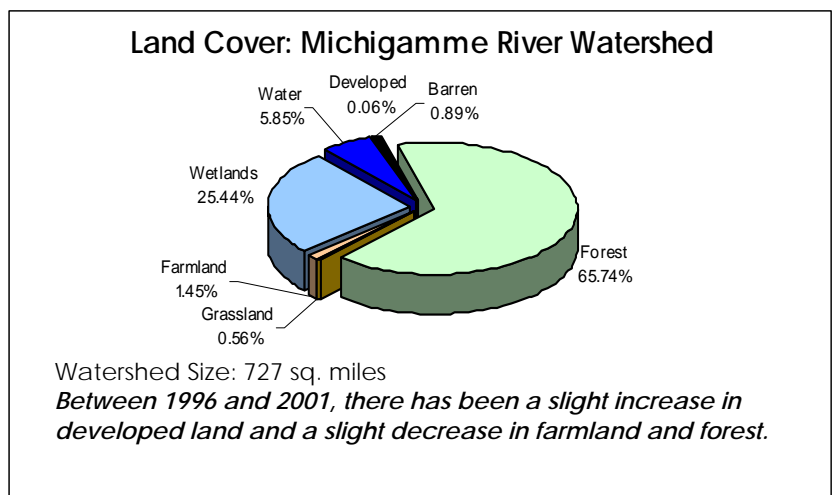 Land Cover: Michigamme River Watershed
Developed
0.06%
Barren
0.89%
Water
5.85%
Wetlands
25.44%
Forest
65.74%
Farmland
1.45%
Grassland
0.56%
Watershed Size: 727 sq. miles
Between 1996 and 2001, there has been a slight increase in
developed land and a slight decrease in farmland and forest.